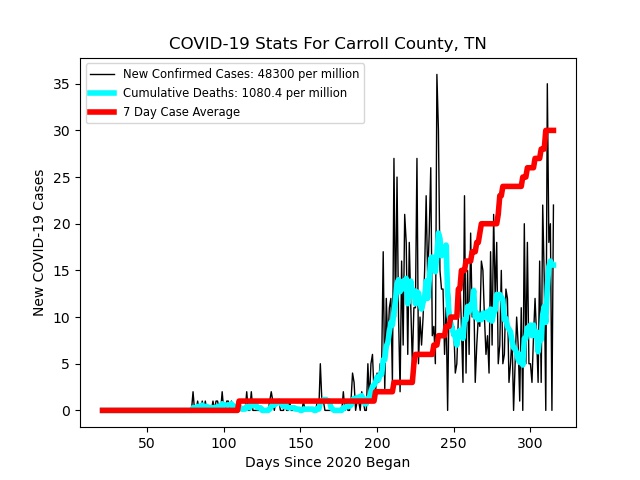 COVID-19 Stats For Carroll County, TN
New Confirmed Cases: 48300 per million
Cumulative Deaths: 1080.4 per million
7 Day Case Average
35
30
25
20
15
10
5
0
New COVID-19 Cases
50
100
150
200
250
300
Days Since 2020 Began